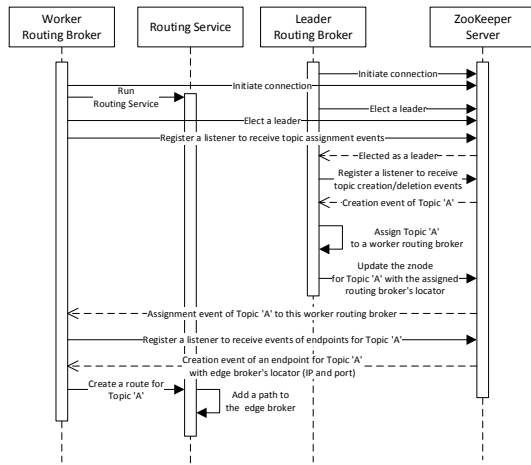 Worker
Routing Broker
Routing Service
Leader
Routing Broker
ZooKeeper
Server
Initiate connection
Initiate connection
Run
Routing Service
Elect a leader
Elect a leader
Register a listener to receive topic assignment events
Elected as a leader
Register a listener to receive
topic creation/deletion events
Creation event of Topic 'A'
Assign Topic 'A'
to a worker routing broker
Update the znode
for Topic 'A' with the assigned
routing broker's locator
Assignment event of Topic 'A' to this worker routing broker
Register a listener to receive events of endpoints for Topic 'A'
Creation event of an endpoint for Topic 'A'
with edge broker's locator (IP and port)
Create a route for
Topic 'A'
Add a path to
the edge broker